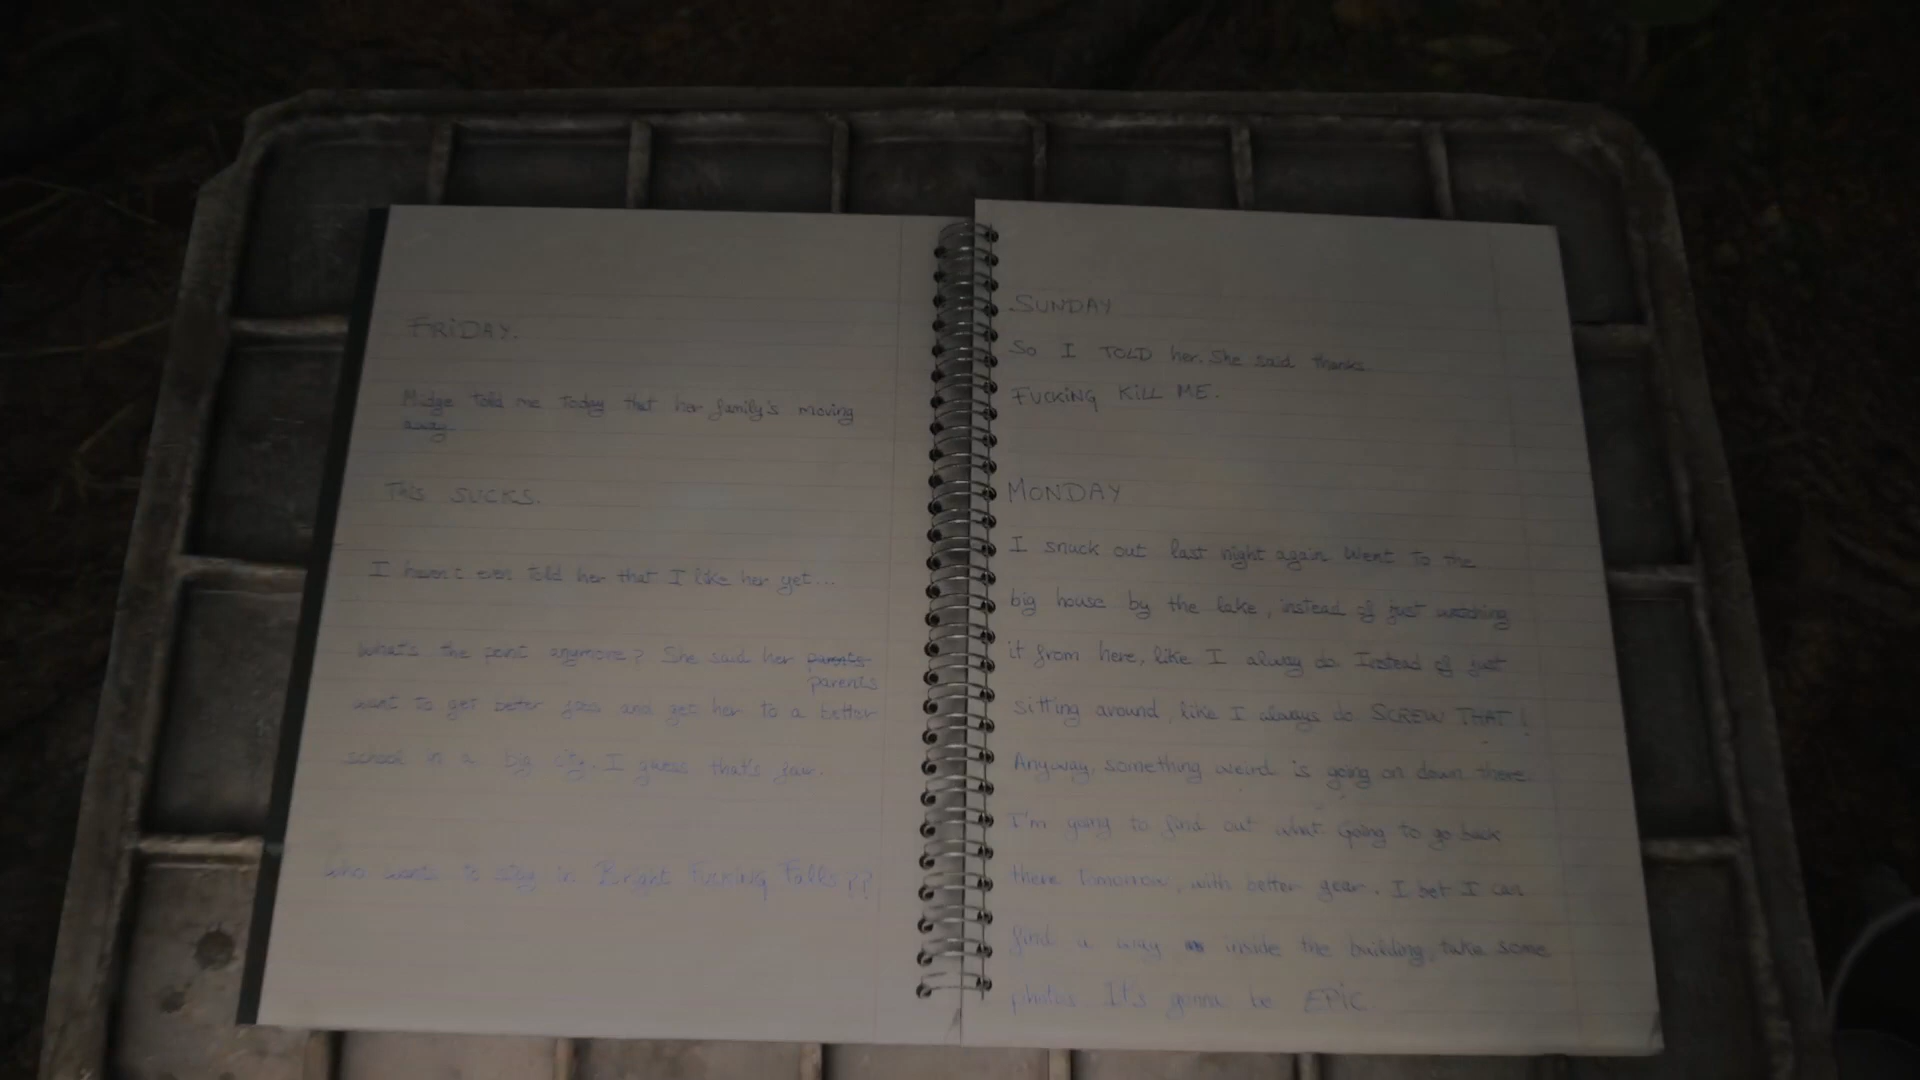 FRIDAY.
Midge told me today that her family's moving
away.
This SUCKS.
I haven't even told her that I like her yet...
What's the point anymore? She said her parents
parents
want to get better jobs and get her to a better
school in a big city. I guess that's fair.
Who wants to stay in Bright Fucking Falls??
SUNDAY
So I TOLD her. She said thanks
FUCKING KILL ME.
MONDAY
I snuck out last night again. Went to the
big house by the lake, instead of just watching
it from here, like I alway do. Instead of just
sitting around, like I always do. SCREW THAT!
Anyway, something weird is going on down there.
I'm going to find out what. Going to go back
there tomorrow, with better gear. I bet I can
find a way inside the building, take some
photos. It's gonna be EPIC